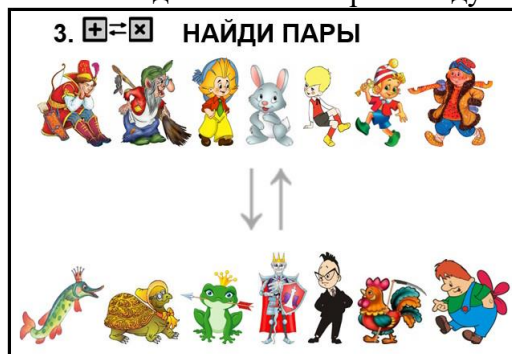 3. + ⇄ × НАЙДИ ПАРЫ